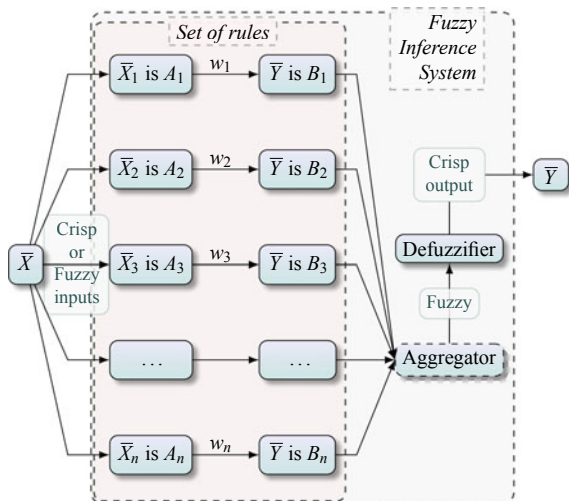 Set of rules
Fuzzy
Inference
System
X̅₁ is A₁
w₁
Y̅ is B₁
X̅₂ is A₂
w₂
Y̅ is B₂
Crisp
output
Y̅
X̅
Crisp
or
Fuzzy
inputs
X̅₃ is A₃
w₃
Y̅ is B₃
Defuzzifier
Fuzzy
...
...
Aggregator
X̅ₙ is Aₙ
wₙ
Y̅ is Bₙ